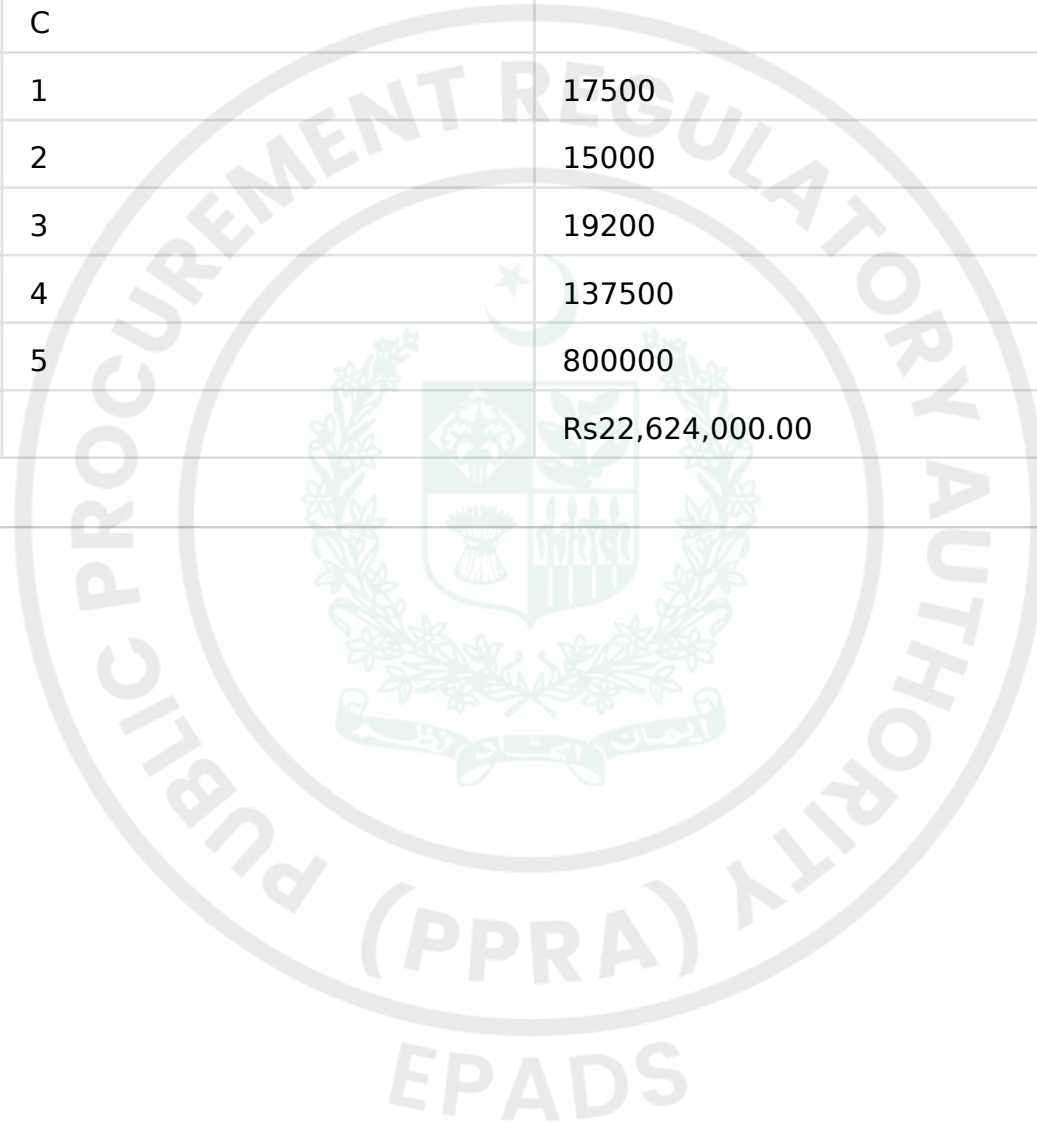 C
1 17500
2 15000
3 19200
4 137500
5 800000
Rs22,624,000.00
PUBLIC PROCUREMENT REGULATORY AUTHORITY
(PPRA)
EPADS